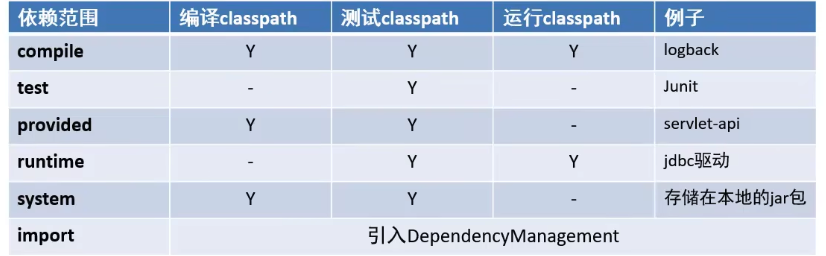 依赖范围 编译classpath 测试classpath 运行classpath 例子
compile Y Y Y logback
test - Y - Junit
provided Y Y - servlet-api
runtime - Y Y jdbc驱动
system Y Y - 存储在本地的jar包
import 引入DependencyManagement